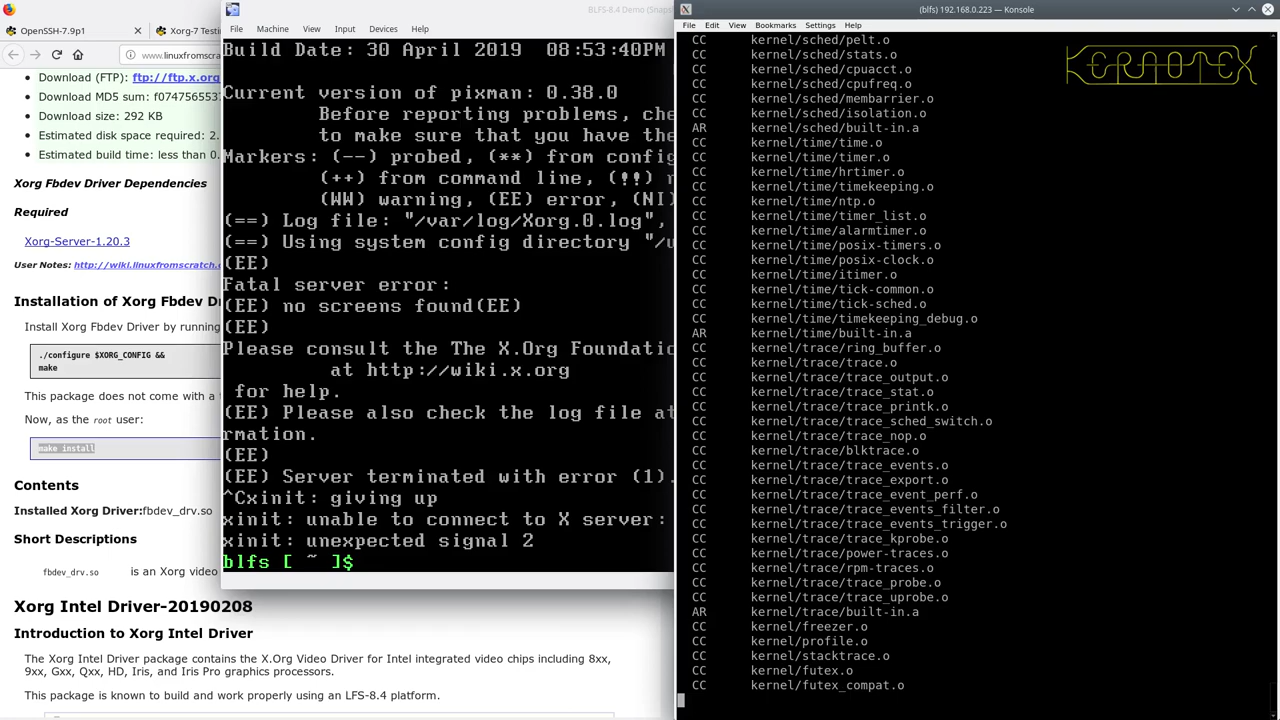 OpenSSH-7.9p1
Xorg-7 Testi
www.linuxfromscr
Download (FTP): ftp://ftp.x.org
Download MD5 sum: f07475655
Download size: 292 KB
Estimated disk space required: 2.
Estimated build time: less than 0.
Xorg Fbdev Driver Dependencies
Required
Xorg-Server-1.20.3
User Notes: http://wiki.linuxfromscratch.
Installation of Xorg Fbdev Dr
Install Xorg Fbdev Driver by running
./configure $XORG_CONFIG &&
make
This package does not come with a t
Now, as the root user:
make install
Contents
Installed Xorg Driver:fbdev_drv.so
Short Descriptions
fbdev_drv.so is an Xorg video
Xorg Intel Driver-20190208
Introduction to Xorg Intel Driver
The Xorg Intel Driver package contains the X.Org Video Driver for Intel integrated video chips including 8xx,
9xx, Gxx, Qxx, HD, Iris, and Iris Pro graphics processors.
This package is known to build and work properly using an LFS-8.4 platform.
BLFS-8.4 Demo (Snaps
File Machine View Input Devices Help
Build Date: 30 April 2019 08:53:40PM
Current version of pixman: 0.38.0
Before reporting problems, che
to make sure that you have the
Markers: (--) probed, (**) from config
(++) from command line, (!!) n
(WW) warning, (EE) error, (NI)
(==) Log file: "/var/log/Xorg.0.log",
(==) Using system config directory "/u
(EE)
Fatal server error:
(EE) no screens found(EE)
(EE)
Please consult the The X.Org Foundatio
at http://wiki.x.org
for help.
(EE) Please also check the log file at
rmation.
(EE)
(EE) Server terminated with error (1).
^Cxinit: giving up
xinit: unable to connect to X server:
xinit: unexpected signal 2
blfs [ ~ ]$
(blfs) 192.168.0.223 — Konsole
File Edit View Bookmarks Settings Help
CC kernel/sched/pelt.o
CC kernel/sched/stats.o
CC kernel/sched/cpuacct.o
CC kernel/sched/cpufreq.o
CC kernel/sched/membarrier.o
CC kernel/sched/isolation.o
AR kernel/sched/built-in.a
CC kernel/time/time.o
CC kernel/time/timer.o
CC kernel/time/hrtimer.o
CC kernel/time/timekeeping.o
CC kernel/time/ntp.o
CC kernel/time/timer_list.o
CC kernel/time/alarmtimer.o
CC kernel/time/posix-timers.o
CC kernel/time/posix-clock.o
CC kernel/time/itimer.o
CC kernel/time/tick-common.o
CC kernel/time/tick-sched.o
CC kernel/time/timekeeping_debug.o
AR kernel/time/built-in.a
CC kernel/trace/ring_buffer.o
CC kernel/trace/trace.o
CC kernel/trace/trace_output.o
CC kernel/trace/trace_stat.o
CC kernel/trace/trace_printk.o
CC kernel/trace/trace_sched_switch.o
CC kernel/trace/trace_nop.o
CC kernel/trace/blktrace.o
CC kernel/trace/trace_events.o
CC kernel/trace/trace_export.o
CC kernel/trace/trace_event_perf.o
CC kernel/trace/trace_events_filter.o
CC kernel/trace/trace_events_trigger.o
CC kernel/trace/trace_kprobe.o
CC kernel/trace/power-traces.o
CC kernel/trace/rpm-traces.o
CC kernel/trace/trace_probe.o
CC kernel/trace/trace_uprobe.o
AR kernel/trace/built-in.a
CC kernel/freezer.o
CC kernel/profile.o
CC kernel/stacktrace.o
CC kernel/futex.o
CC kernel/futex_compat.o